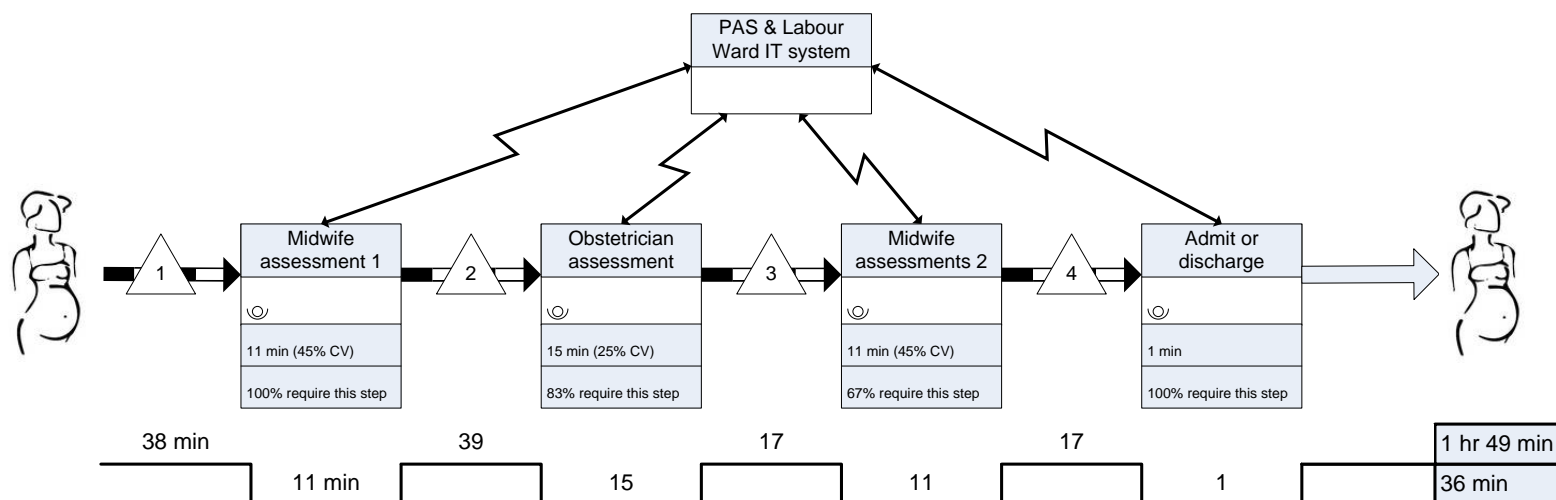 PAS & Labour
Ward IT system
1
Midwife
assessment 1
11 min (45% CV)
100% require this step
2
Obstetrician
assessment
15 min (25% CV)
83% require this step
3
Midwife
assessments 2
11 min (45% CV)
67% require this step
4
Admit or
discharge
1 min
100% require this step
38 min
39
17
17
1 hr 49 min
11 min
15
11
1
36 min